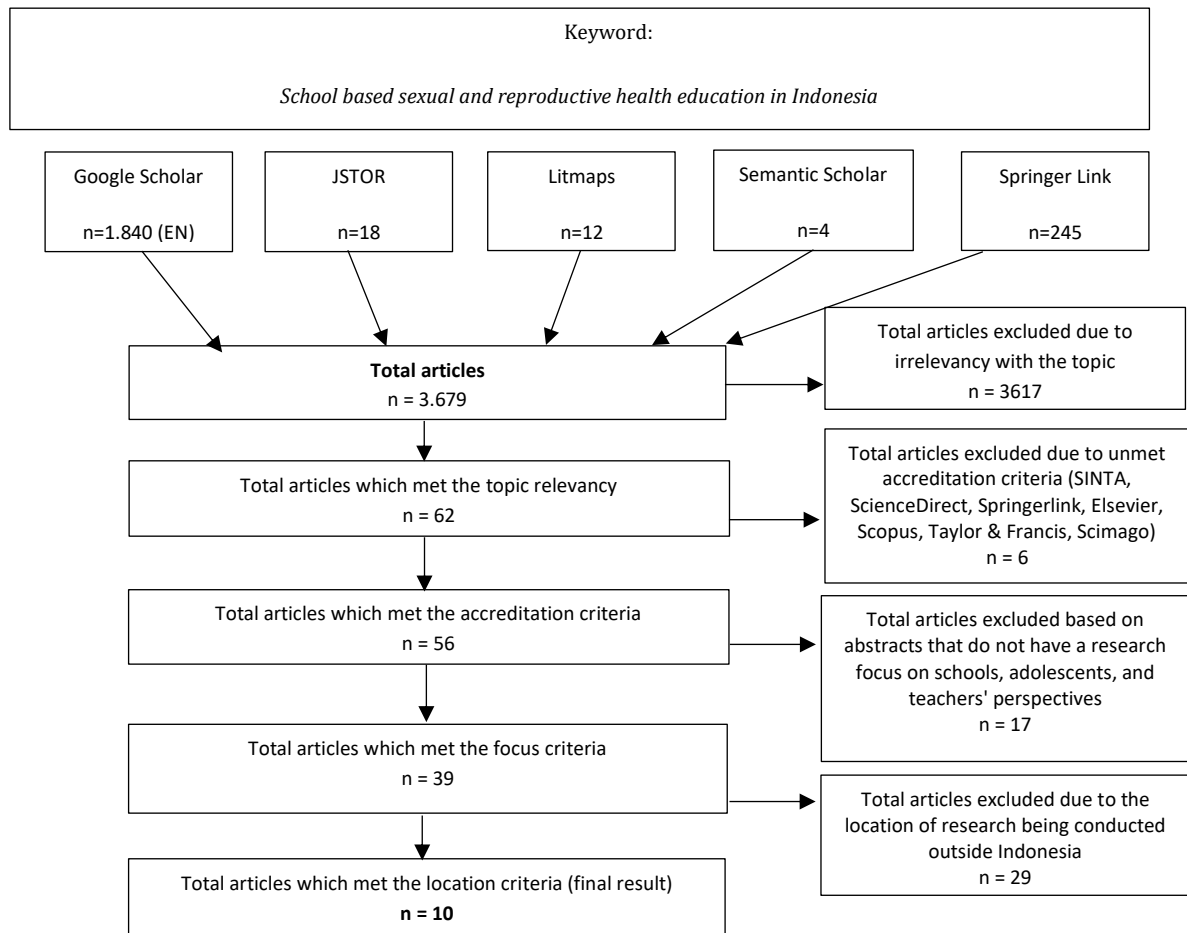 Keyword:
School based sexual and reproductive health education in Indonesia
Google Scholar
n=1.840 (EN)
JSTOR
n=18
Litmaps
n=12
Semantic Scholar
n=4
Springer Link
n=245
Total articles
n = 3.679
Total articles excluded due to
irrelevancy with the topic
n = 3617
Total articles which met the topic relevancy
n = 62
Total articles excluded due to unmet
accreditation criteria (SINTA,
ScienceDirect, Springerlink, Elsevier,
Scopus, Taylor & Francis, Scimago)
n = 6
Total articles which met the accreditation criteria
n = 56
Total articles excluded based on
abstracts that do not have a research
focus on schools, adolescents, and
teachers' perspectives
n = 17
Total articles which met the focus criteria
n = 39
Total articles excluded due to the
location of research being conducted
outside Indonesia
n = 29
Total articles which met the location criteria (final result)
n = 10